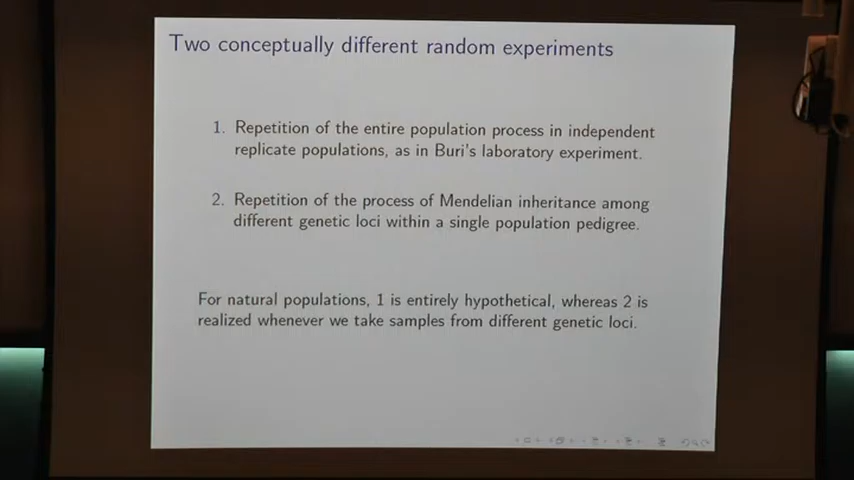 Two conceptually different random experiments
1. Repetition of the entire population process in independent
replicate populations, as in Buri's laboratory experiment.
2. Repetition of the process of Mendelian inheritance among
different genetic loci within a single population pedigree.
For natural populations, 1 is entirely hypothetical, whereas 2 is
realized whenever we take samples from different genetic loci.